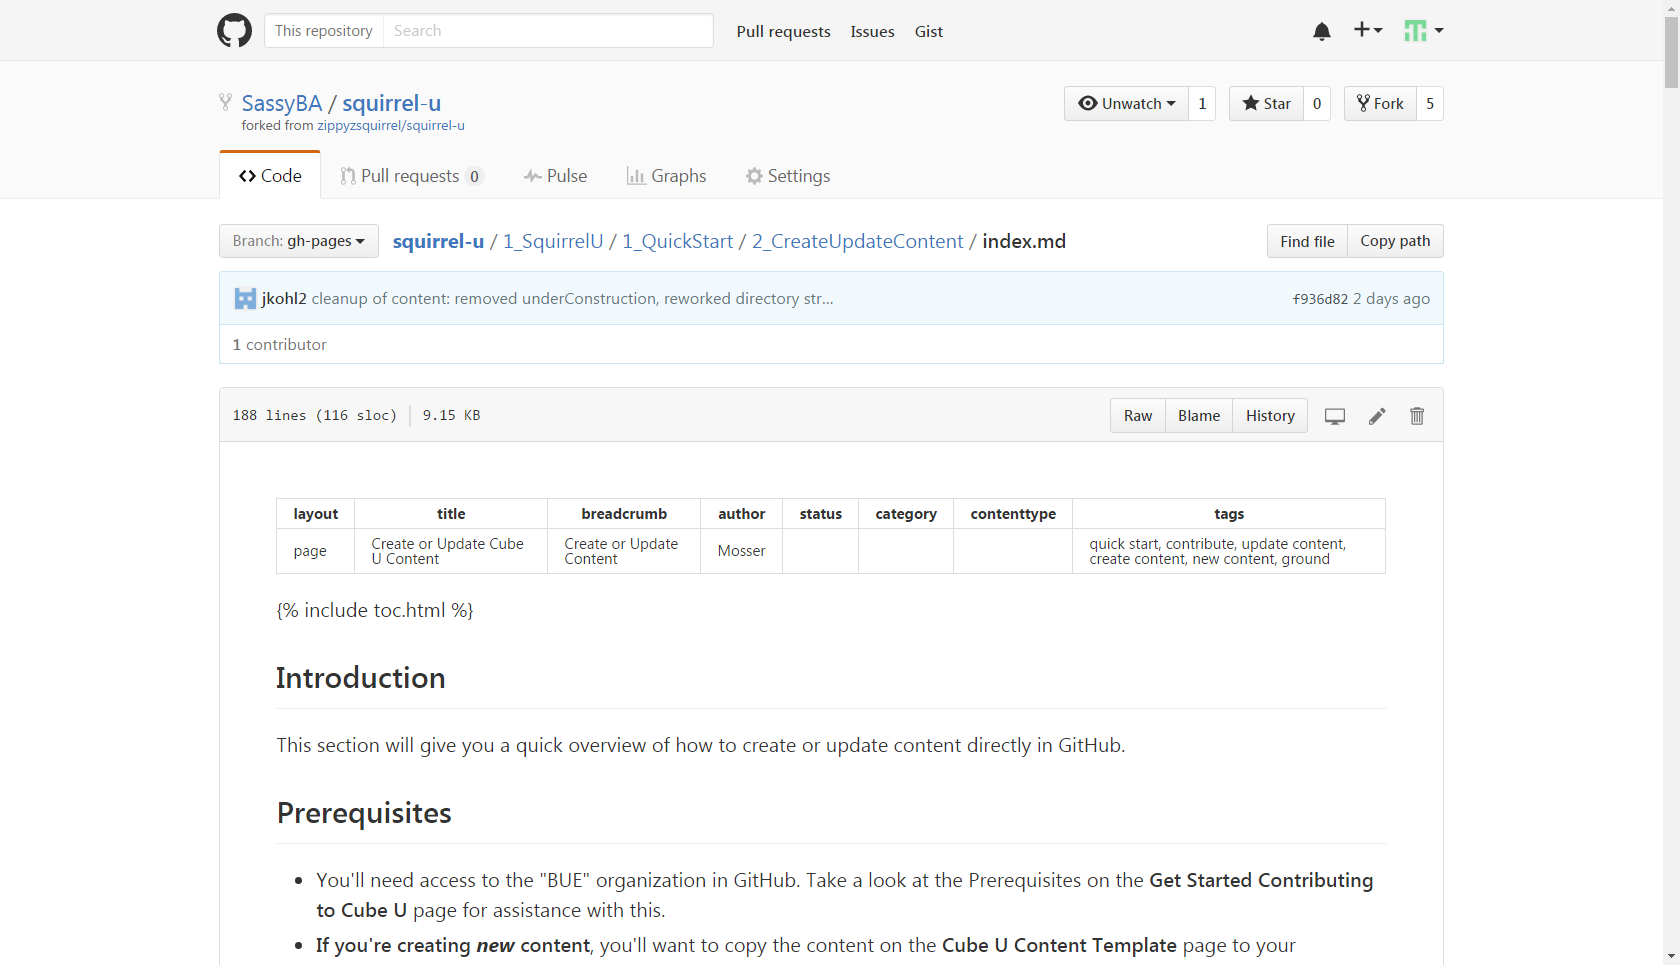 This repository Search Pull requests Issues Gist
SassyBA / squirrel-u Unwatch 1 Star 0 Fork 5
forked from zippyzsquirrel/squirrel-u
Code Pull requests 0 Pulse Graphs Settings
Branch: gh-pages squirrel-u / 1_SquirrelU / 1_QuickStart / 2_CreateUpdateContent / index.md Find file Copy path
jkohl2 cleanup of content: removed underConstruction, reworked directory str… f936d82 2 days ago
1 contributor
188 lines (116 sloc) 9.15 KB Raw Blame History
layout title breadcrumb author status category contenttype tags
page Create or Update Cube U Content Create or Update Content Mosser quick start, contribute, update content, create content, new content, ground
{% include toc.html %}
Introduction
This section will give you a quick overview of how to create or update content directly in GitHub.
Prerequisites
• You'll need access to the "BUE" organization in GitHub. Take a look at the Prerequisites on the Get Started Contributing
to Cube U page for assistance with this.
• If you're creating new content, you'll want to copy the content on the Cube U Content Template page to your